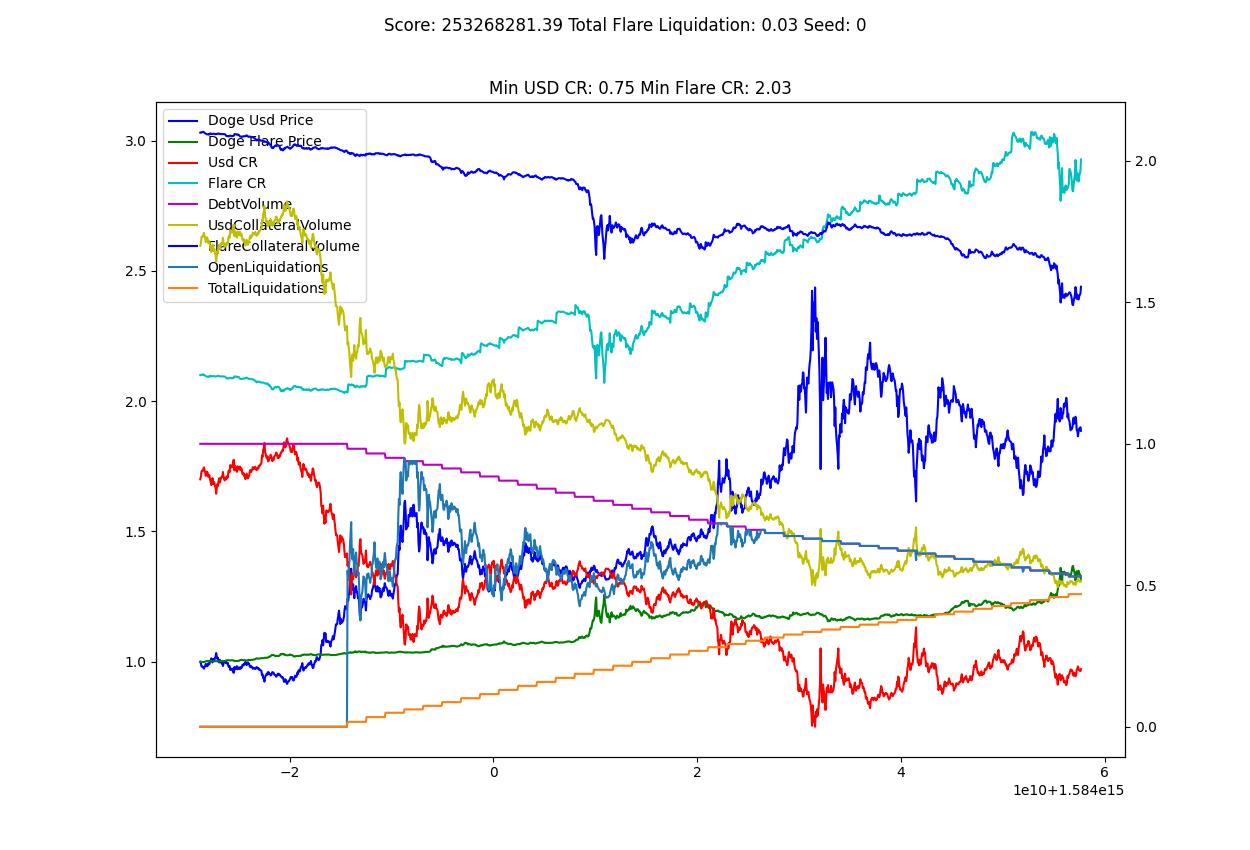 Score: 253268281.39 Total Flare Liquidation: 0.03 Seed: 0
Min USD CR: 0.75 Min Flare CR: 2.03
Doge Usd Price
Doge Flare Price
Usd CR
Flare CR
DebtVolume
UsdCollateralVolume
FlareCollateralVolume
OpenLiquidations
TotalLiquidations
3.0
2.5
2.0
1.5
1.0
2.0
1.5
1.0
0.5
0.0
−2
0
2
4
6
1e10+1.584e15